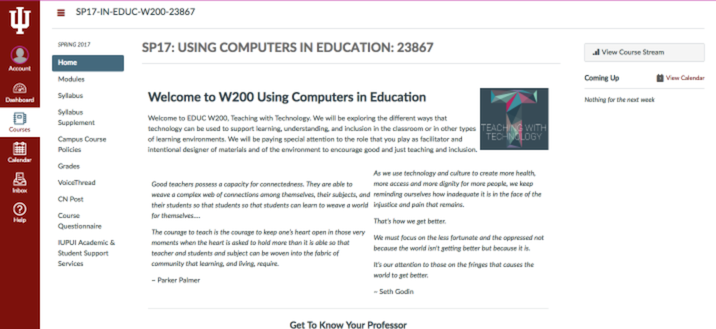 SP17-IN-EDUC-W200-23867
Account
Dashboard
Courses
Calendar
Inbox
Help
SPRING 2017
Home
Modules
Syllabus
Syllabus
Supplement
Campus Course
Policies
Grades
VoiceThread
CN Post
Course
Questionnaire
IUPUI Academic &
Student Support
Services
SP17: USING COMPUTERS IN EDUCATION: 23867
Welcome to W200 Using Computers in Education
Welcome to EDUC W200, Teaching with Technology. We will be exploring the different ways that
technology can be used to support learning, understanding, and inclusion in the classroom or in other types
of learning environments. We will be paying special attention to the role that you play as facilitator and
intentional designer of materials and of the environment to encourage good and just teaching and inclusion.
TEACHING WITH
TECHNOLOGY
Good teachers possess a capacity for connectedness. They are able to
weave a complex web of connections among themselves, their subjects, and
their students so that students so that students can learn to weave a world
for themselves....
The courage to teach is the courage to keep one's heart open in those very
moments when the heart is asked to hold more than it is able so that
teacher and students and subject can be woven into the fabric of
community that learning, and living, require.
~ Parker Palmer
As we use technology and culture to create more health,
more access and more dignity for more people, we keep
reminding ourselves how inadequate it is in the face of the
injustice and pain that remains.
That's how we get better.
We must focus on the less fortunate and the oppressed not
because the world isn't getting better but because it is.
It's our attention to those on the fringes that causes the
world to get better.
~ Seth Godin
Get To Know Your Professor
View Course Stream
Coming Up
View Calendar
Nothing for the next week